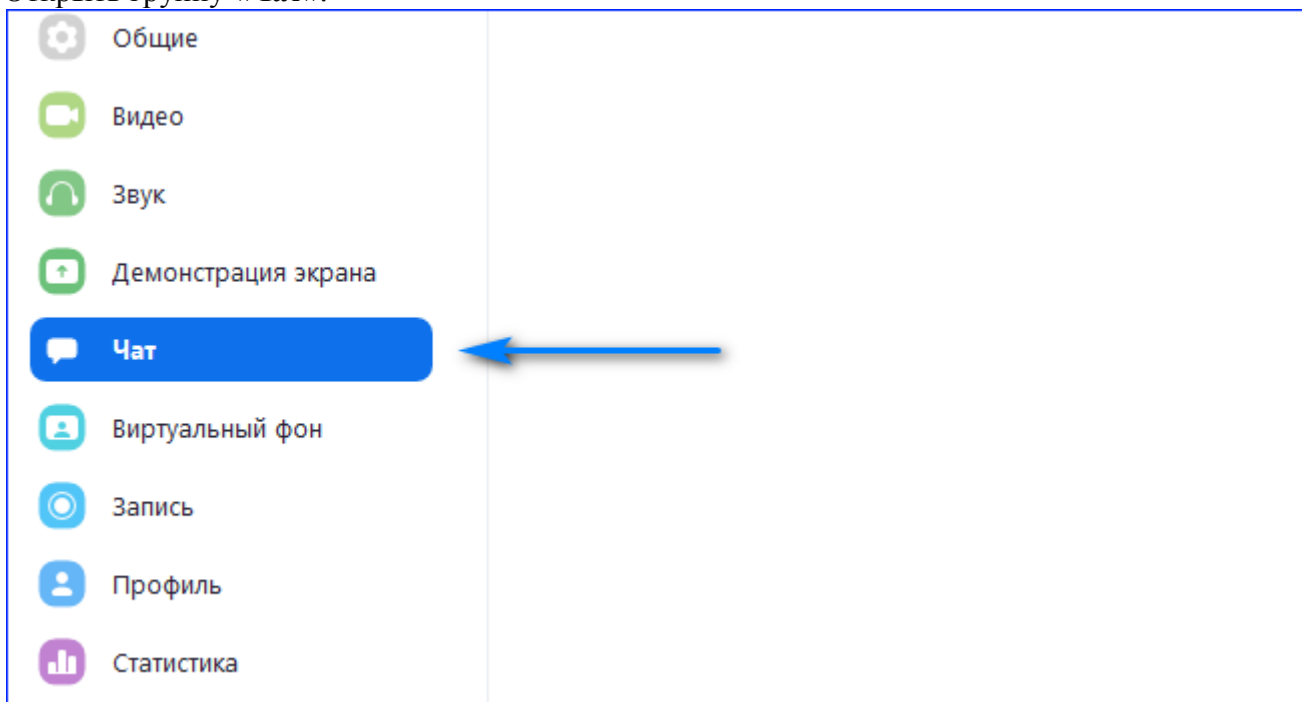 Общие
Видео
Звук
Демонстрация экрана
Чат
Виртуальный фон
Запись
Профиль
Статистика